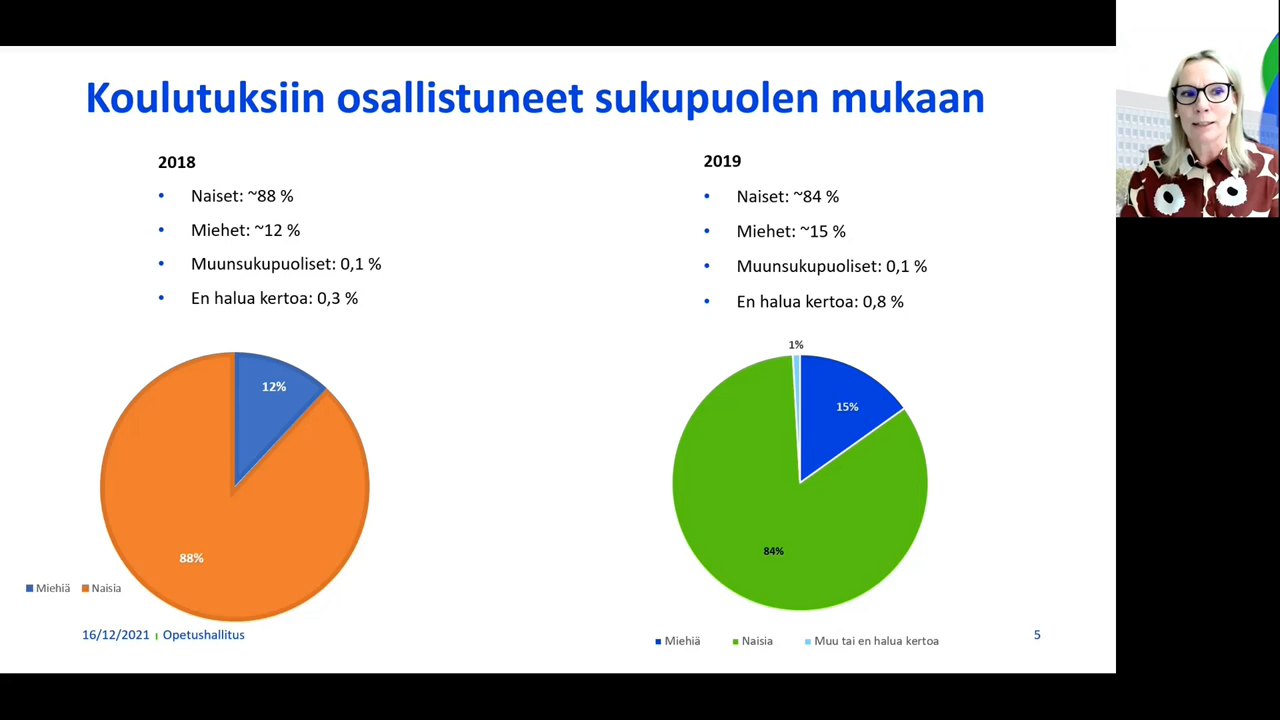 Koulutuksiin osallistuneet sukupuolen mukaan
2018
• Naiset: ~88 %
• Miehet: ~12 %
• Muunsukupuoliset: 0,1 %
• En halua kertoa: 0,3 %
2019
• Naiset: ~84 %
• Miehet: ~15 %
• Muunsukupuoliset: 0,1 %
• En halua kertoa: 0,8 %
12%
88%
Miehiä Naisia
1%
15%
84%
Miehiä Naisia Muu tai en halua kertoa
16/12/2021 Opetushallitus
5